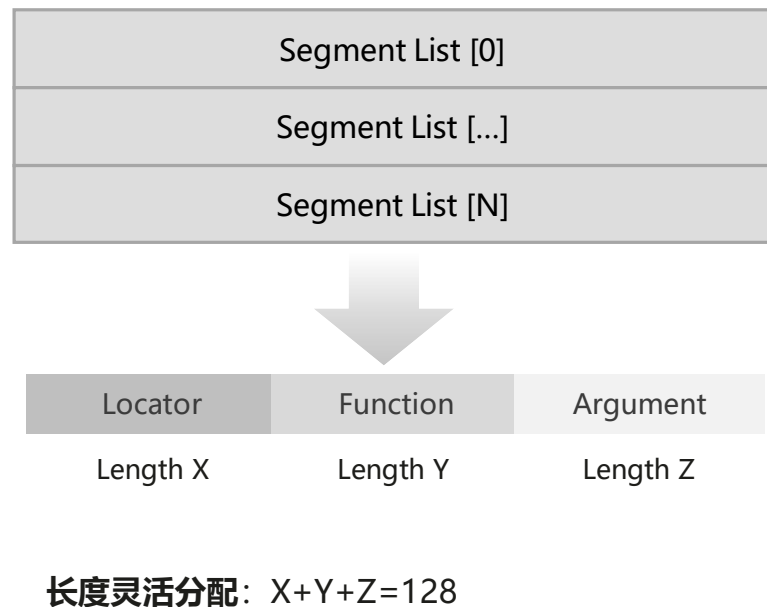 Segment List [0]
Segment List [...]
Segment List [N]
Locator Function Argument
Length X Length Y Length Z
长度灵活分配：X+Y+Z=128